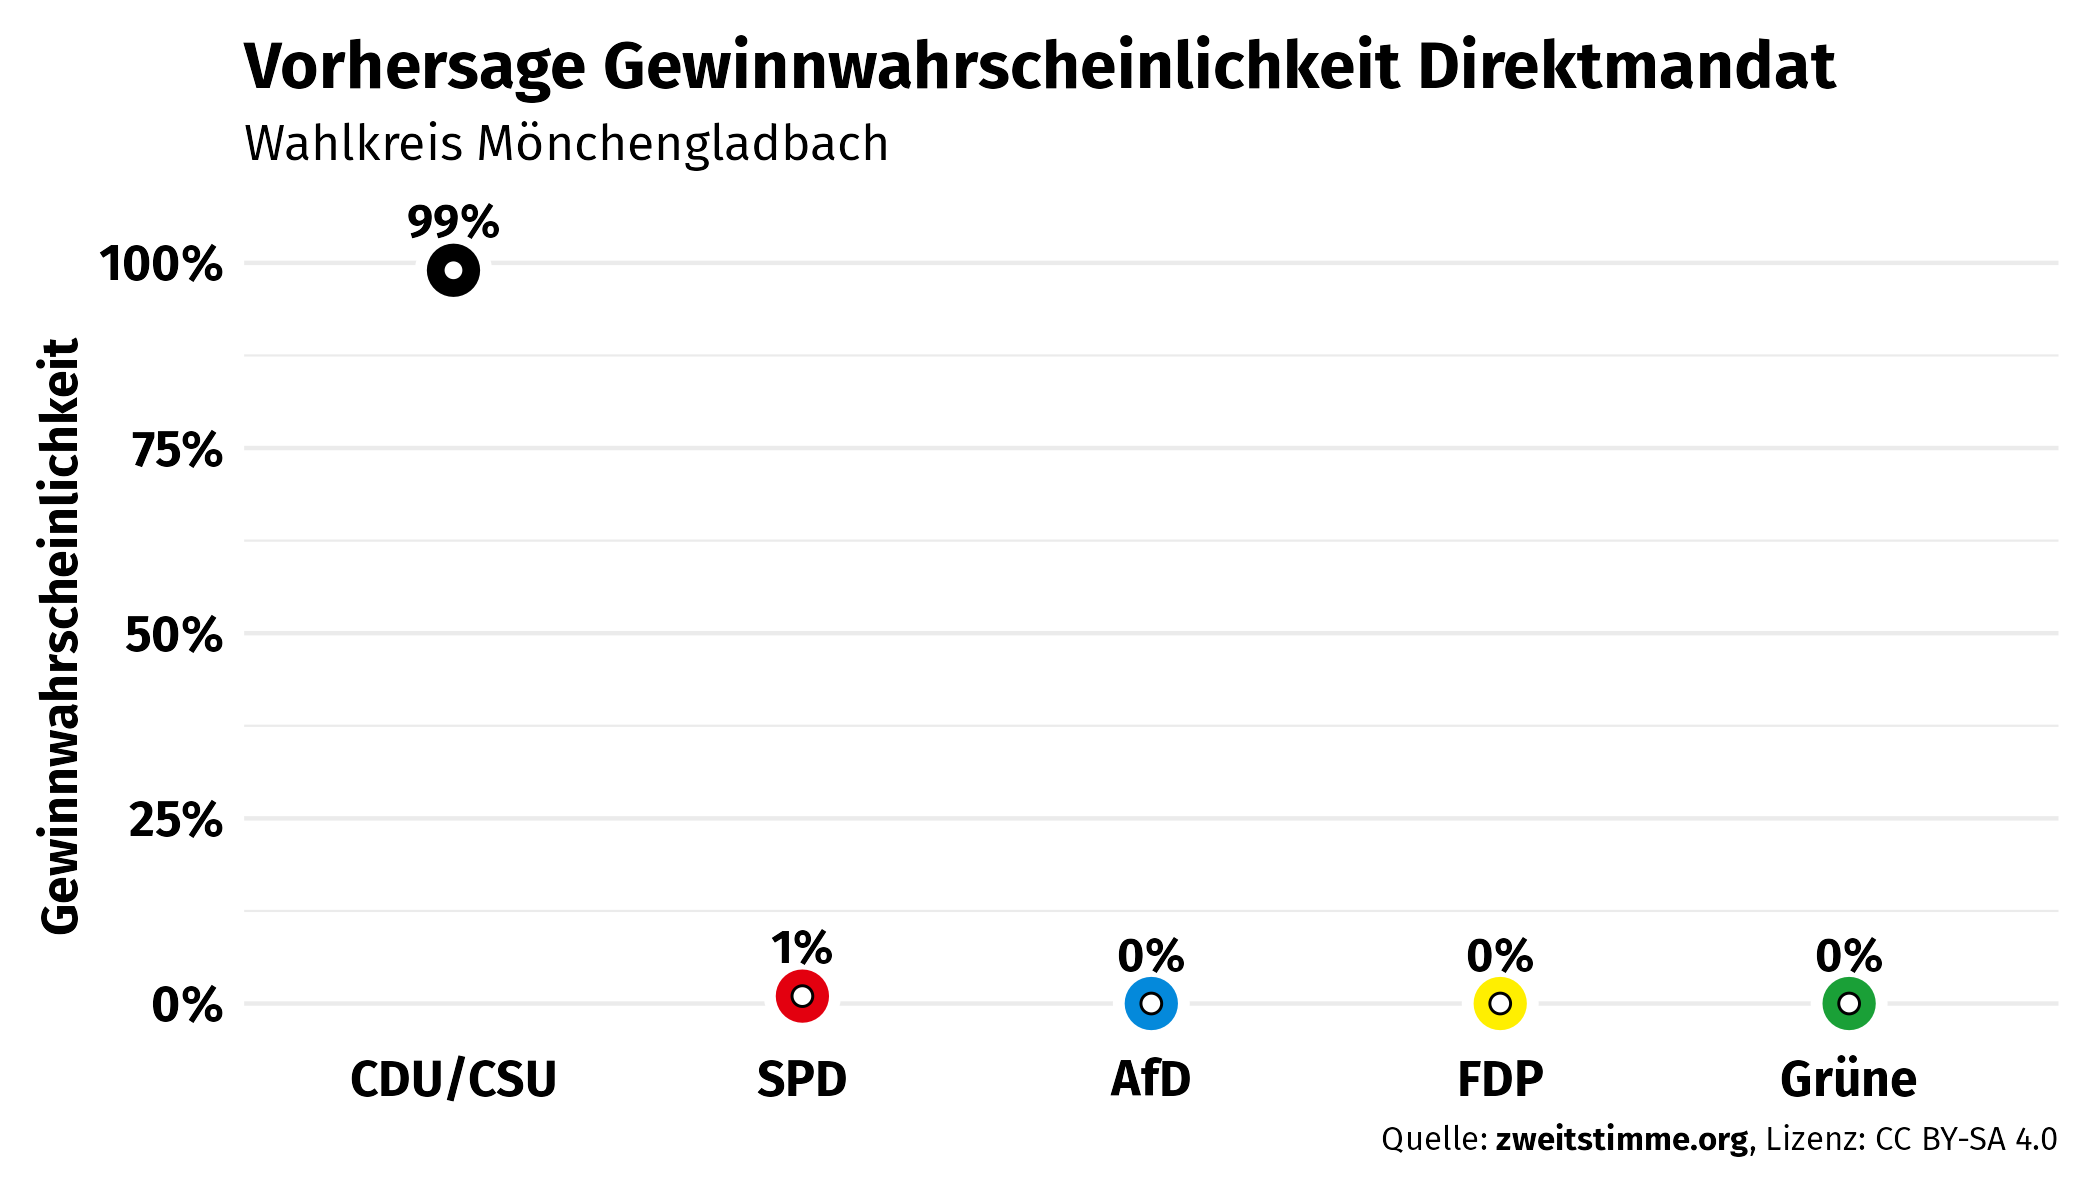 Vorhersage Gewinnwahrscheinlichkeit Direktmandat
Wahlkreis Mönchengladbach
99%
100%
75%
50%
25%
0%
Gewinnwahrscheinlichkeit
1%
0%
0%
0%
CDU/CSU
SPD
AfD
FDP
Grüne
Quelle: zweitstimme.org, Lizenz: CC BY-SA 4.0